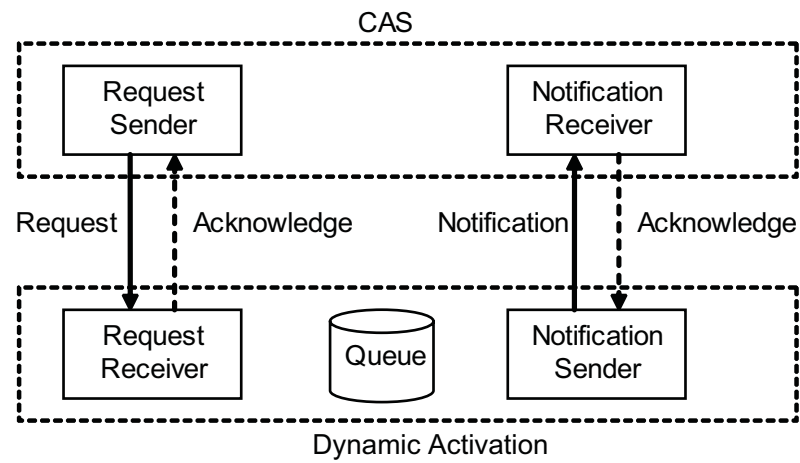 CAS
Request
Sender
Notification
Receiver
Request
Acknowledge
Notification
Acknowledge
Request
Receiver
Queue
Notification
Sender
Dynamic Activation